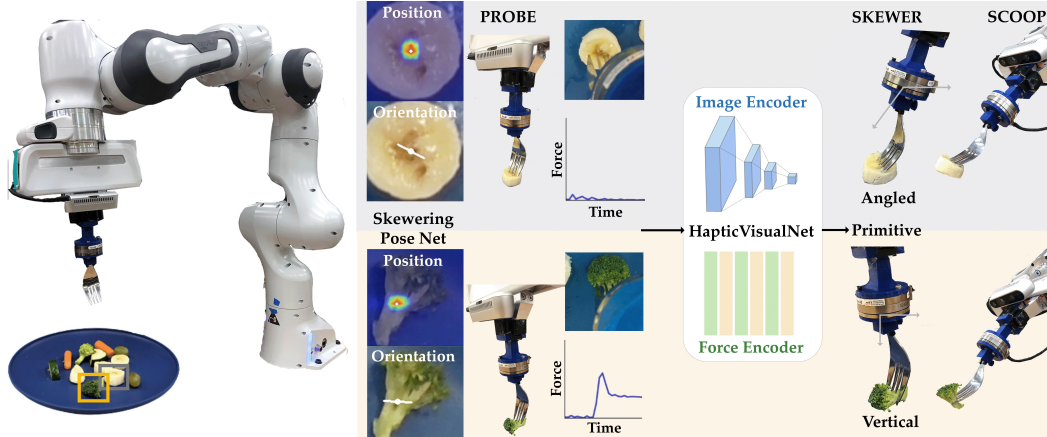 Position
PROBE
SKEWER
SCOOP
Orientation
Force
Time
Image Encoder
Angled
Skewering
Pose Net
HapticVisualNet
Primitive
Position
Orientation
Force
Time
Force Encoder
Vertical